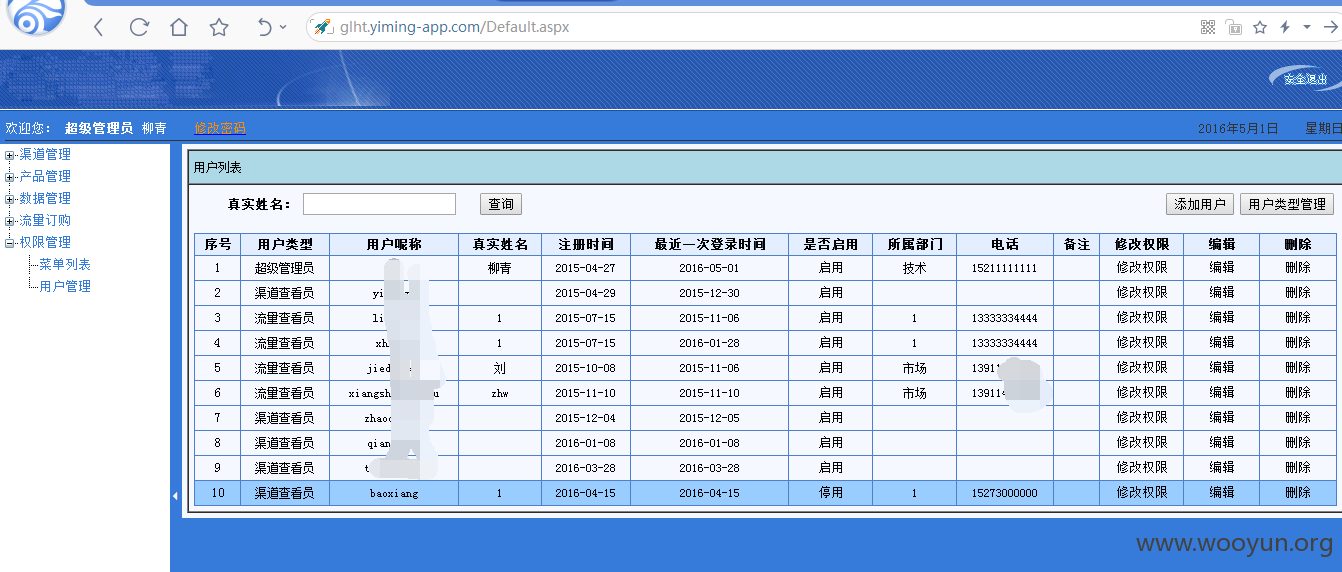 glht.yiming-app.com/Default.aspx
安全退出
欢迎您： 超级管理员 柳青 修改密码 2016年5月1日 星期日
渠道管理
产品管理
数据管理
流量订购
权限管理
菜单列表
用户管理
用户列表
真实姓名： 查询 添加用户 用户类型管理
序号 用户类型 用户昵称 真实姓名 注册时间 最近一次登录时间 是否启用 所属部门 电话 备注 修改权限 编辑 删除
1 超级管理员 柳青 2015-04-27 2016-05-01 启用 技术 15211111111 修改权限 编辑 删除
2 渠道查看员 yi 2015-04-29 2015-12-30 启用 修改权限 编辑 删除
3 流里查看员 li 1 2015-07-15 2015-11-06 启用 1 13333334444 修改权限 编辑 删除
4 流里查看员 xh 1 2015-07-15 2016-01-28 启用 1 13333334444 修改权限 编辑 删除
5 流里查看员 jied 刘 2015-10-08 2015-11-06 启用 市场 1391 修改权限 编辑 删除
6 流里查看员 xiangsh u zhw 2015-11-10 2015-11-10 启用 市场 13911 修改权限 编辑 删除
7 渠道查看员 zhao 2015-12-04 2015-12-05 启用 修改权限 编辑 删除
8 渠道查看员 qian 2016-01-08 2016-01-08 启用 修改权限 编辑 删除
9 渠道查看员 t 2016-03-28 2016-03-28 启用 修改权限 编辑 删除
10 渠道查看员 baoxiang 1 2016-04-15 2016-04-15 停用 1 15273000000 修改权限 编辑 删除
www.wooyun.org